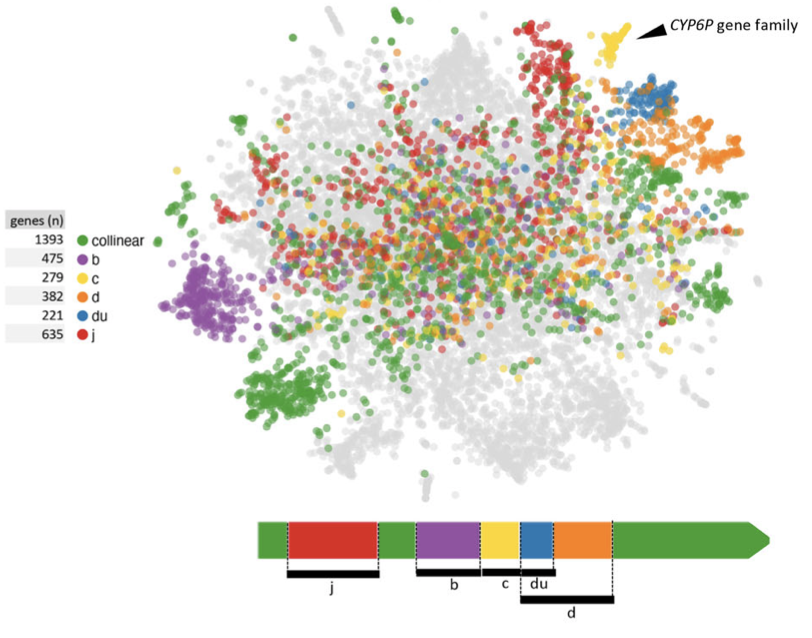 CYP6P gene family
genes (n)
1393 collinear
475 b
279 c
382 d
221 du
635 j
j b c du
d